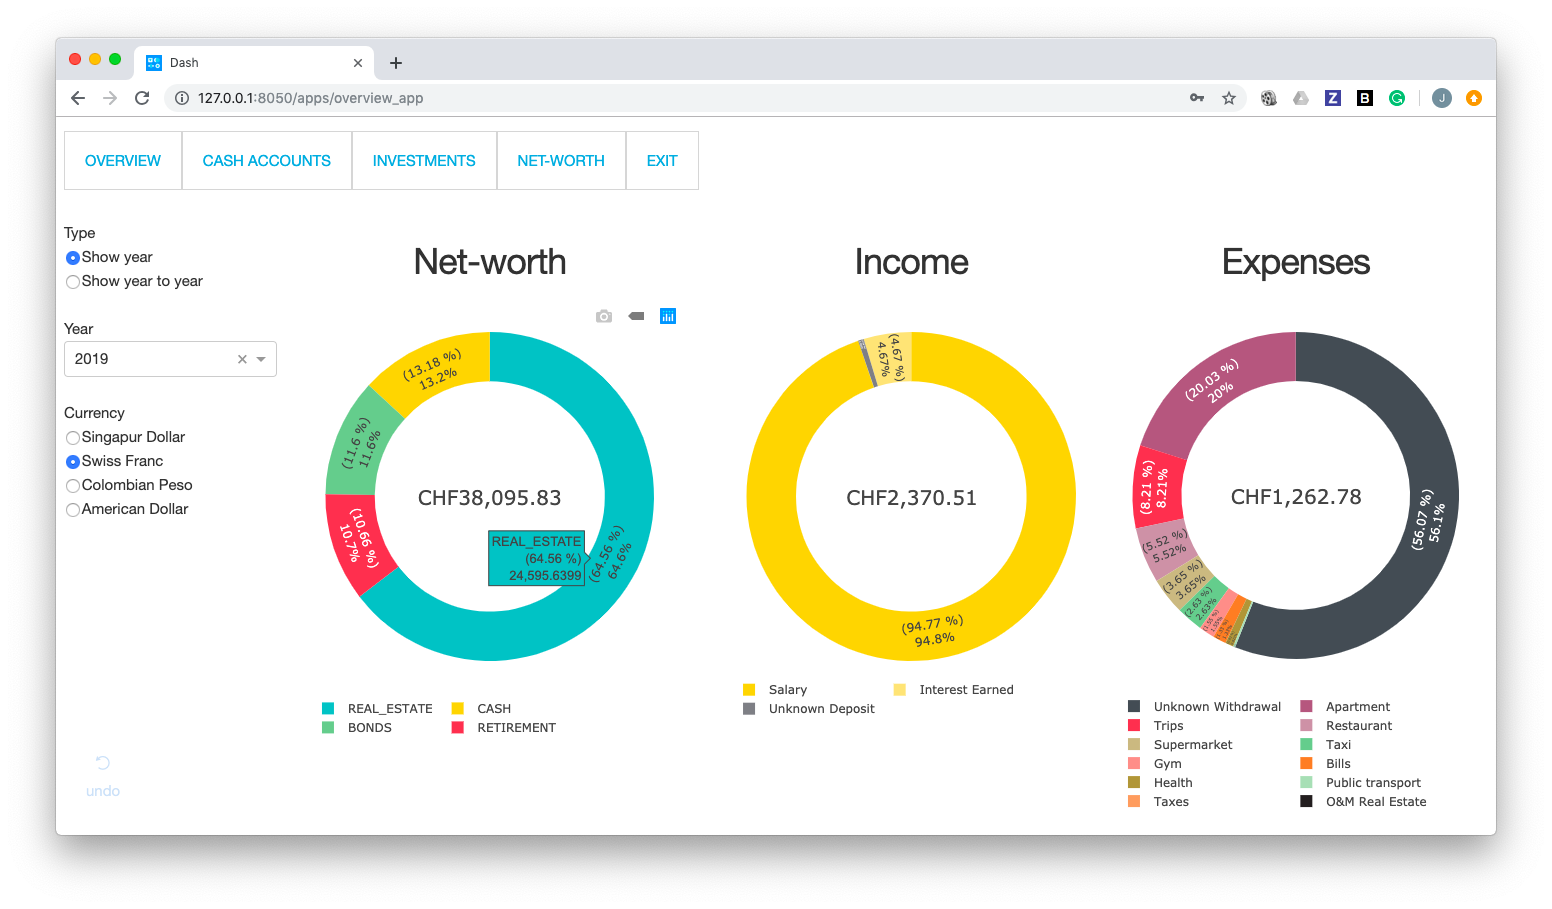 Dash
127.0.0.1:8050/apps/overview_app
Z
B
J
OVERVIEW
CASH ACCOUNTS
INVESTMENTS
NET-WORTH
EXIT
Type
Show year
Show year to year
Year
2019
Currency
Singapur Dollar
Swiss Franc
Colombian Peso
American Dollar
undo
Net-worth
(13.18 %)
13.2%
(11.6 %)
11.6%
(10.66 %)
10.7%
(64.56 %)
64.6%
CHF38,095.83
REAL_ESTATE
(64.56 %)
24,595.6399
REAL_ESTATE
CASH
BONDS
RETIREMENT
Income
(4.67 %)
4.67%
CHF2,370.51
(94.77 %)
94.8%
Salary
Interest Earned
Unknown Deposit
Expenses
(20.03 %)
20%
(8.21 %)
8.21%
(5.52 %)
5.52%
(3.65 %)
3.65%
(2.63 %)
2.63%
(56.07 %)
56.1%
CHF1,262.78
Unknown Withdrawal
Apartment
Trips
Restaurant
Supermarket
Taxi
Gym
Bills
Health
Public transport
Taxes
O&M Real Estate